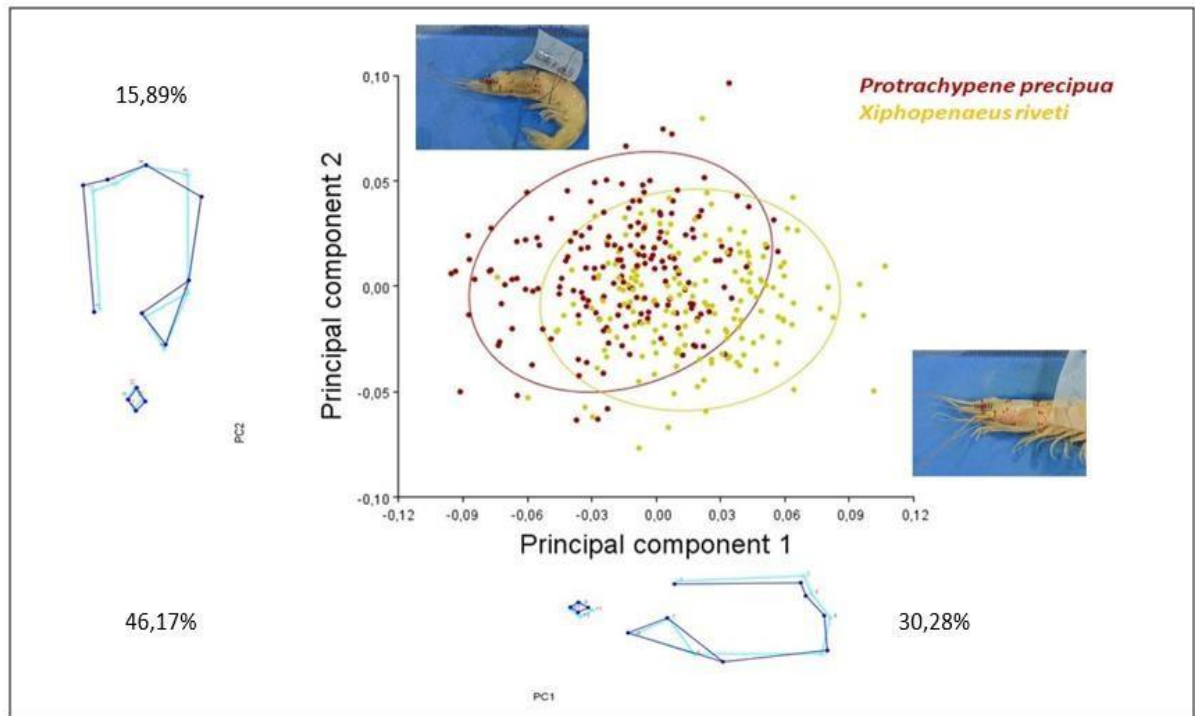 15,89%
Protrachypene precipua
Xiphopenaeus riveti
0,10
0,05
0,00
-0,05
-0,10
Principal component 2
PC2
-0,12
-0,09
-0,06
-0,03
0,00
0,03
0,06
0,09
0,12
Principal component 1
46,17%
30,28%
PC1